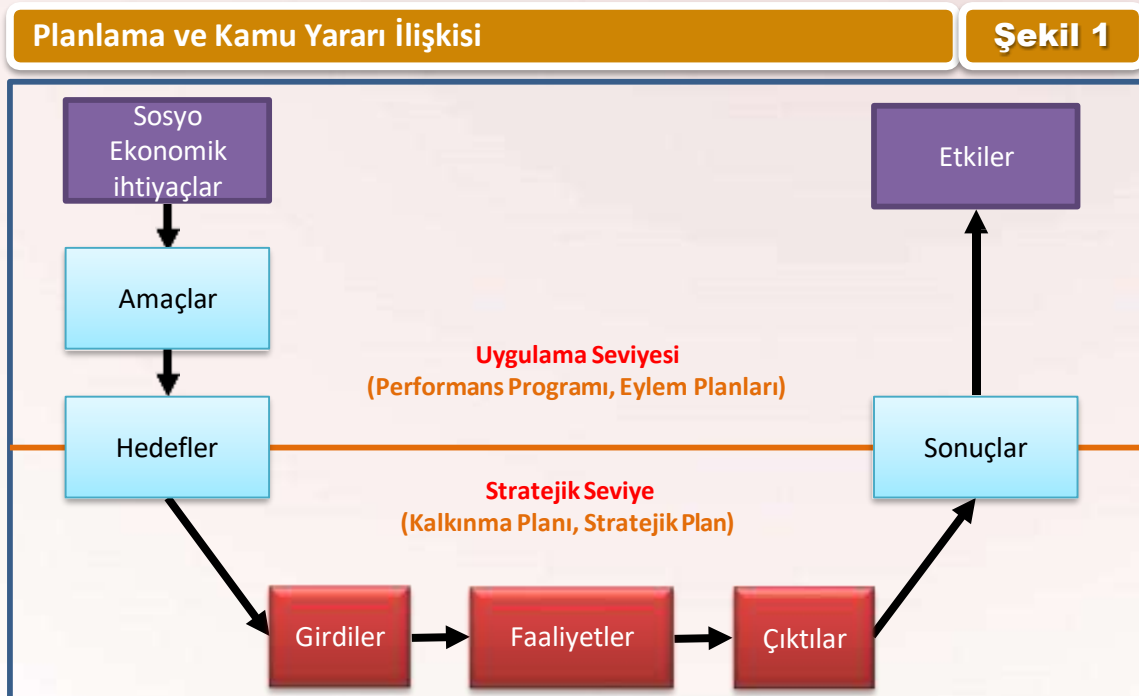 Planlama ve Kamu Yararı İlişkisi
Şekil 1
Sosyo
Ekonomik
ihtiyaçlar
Etkiler
Amaçlar
Uygulama Seviyesi
(Performans Programı, Eylem Planları)
Hedefler
Sonuçlar
Stratejik Seviye
(Kalkınma Planı, Stratejik Plan)
Girdiler
Faaliyetler
Çıktılar